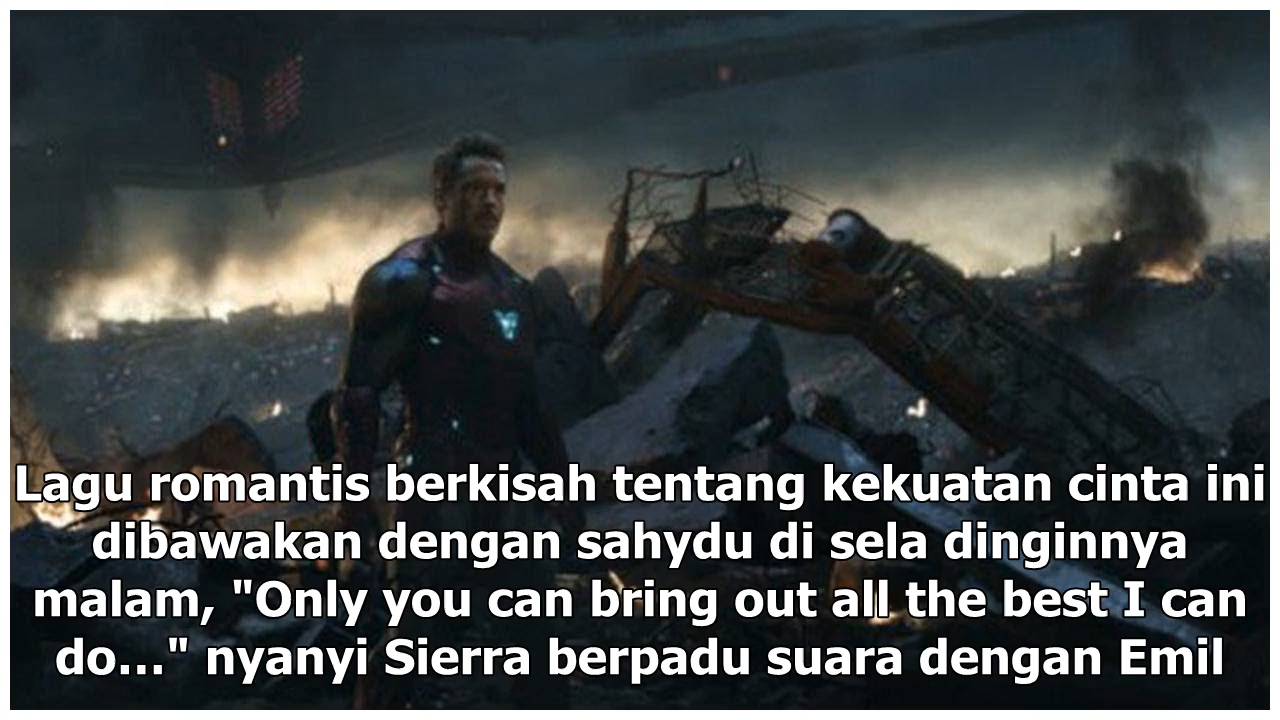 Lagu romantis berkisah tentang kekuatan cinta ini
dibawakan dengan sahydu di sela dinginnya
malam, "Only you can bring out all the best I can
do..." nyanyi Sierra berpadu suara dengan Emil